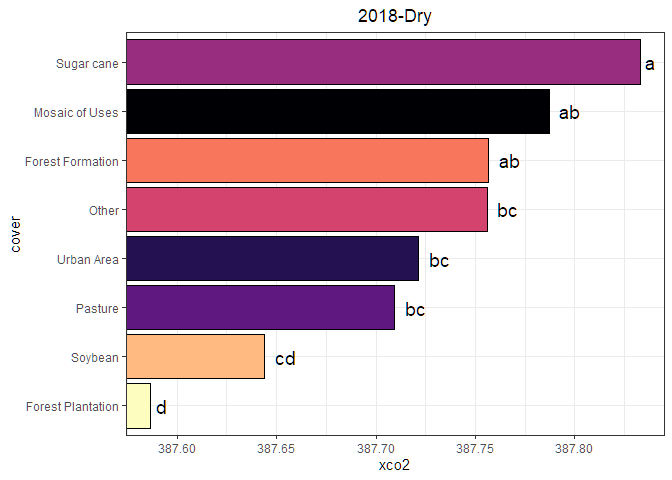 2018-Dry
Sugar cane
a
Mosaic of Uses
ab
Forest Formation
ab
Other
bc
Urban Area
bc
Pasture
bc
Soybean
cd
Forest Plantation
d
cover
387.60
387.65
387.70
387.75
387.80
xco2